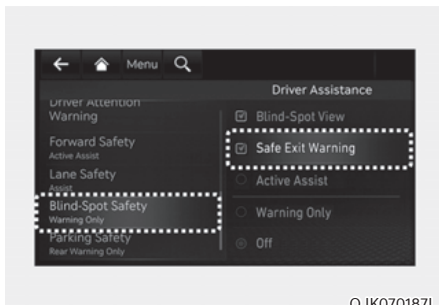 Menu
Driver Assistance
Driver Attention
Warning
Forward Safety
Active Assist
Lane Safety
Assist
Blind-Spot Safety
Warning Only
Parking Safety
Rear Warning Only
Blind-Spot View
Safe Exit Warning
Active Assist
Warning Only
Off